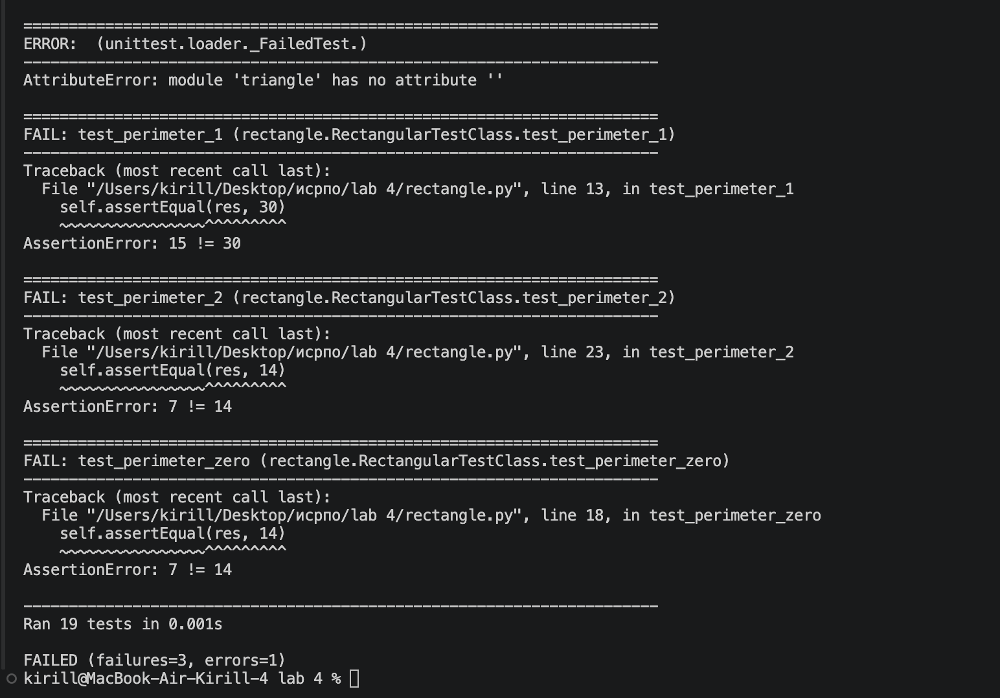 ======================================================================
ERROR:  (unittest.loader._FailedTest.)
----------------------------------------------------------------------
AttributeError: module 'triangle' has no attribute ''

======================================================================
FAIL: test_perimeter_1 (rectangle.RectangularTestClass.test_perimeter_1)
----------------------------------------------------------------------
Traceback (most recent call last):
  File "/Users/kirill/Desktop/исрпо/lab 4/rectangle.py", line 13, in test_perimeter_1
    self.assertEqual(res, 30)
    ~~~~~~~~~~~~~~~~^^^^^^^^^
AssertionError: 15 != 30

======================================================================
FAIL: test_perimeter_2 (rectangle.RectangularTestClass.test_perimeter_2)
----------------------------------------------------------------------
Traceback (most recent call last):
  File "/Users/kirill/Desktop/исрпо/lab 4/rectangle.py", line 23, in test_perimeter_2
    self.assertEqual(res, 14)
    ~~~~~~~~~~~~~~~~^^^^^^^^^
AssertionError: 7 != 14

======================================================================
FAIL: test_perimeter_zero (rectangle.RectangularTestClass.test_perimeter_zero)
----------------------------------------------------------------------
Traceback (most recent call last):
  File "/Users/kirill/Desktop/исрпо/lab 4/rectangle.py", line 18, in test_perimeter_zero
    self.assertEqual(res, 14)
    ~~~~~~~~~~~~~~~~^^^^^^^^^
AssertionError: 7 != 14

----------------------------------------------------------------------
Ran 19 tests in 0.001s

FAILED (failures=3, errors=1)
kirill@MacBook-Air-Kirill-4 lab 4 %